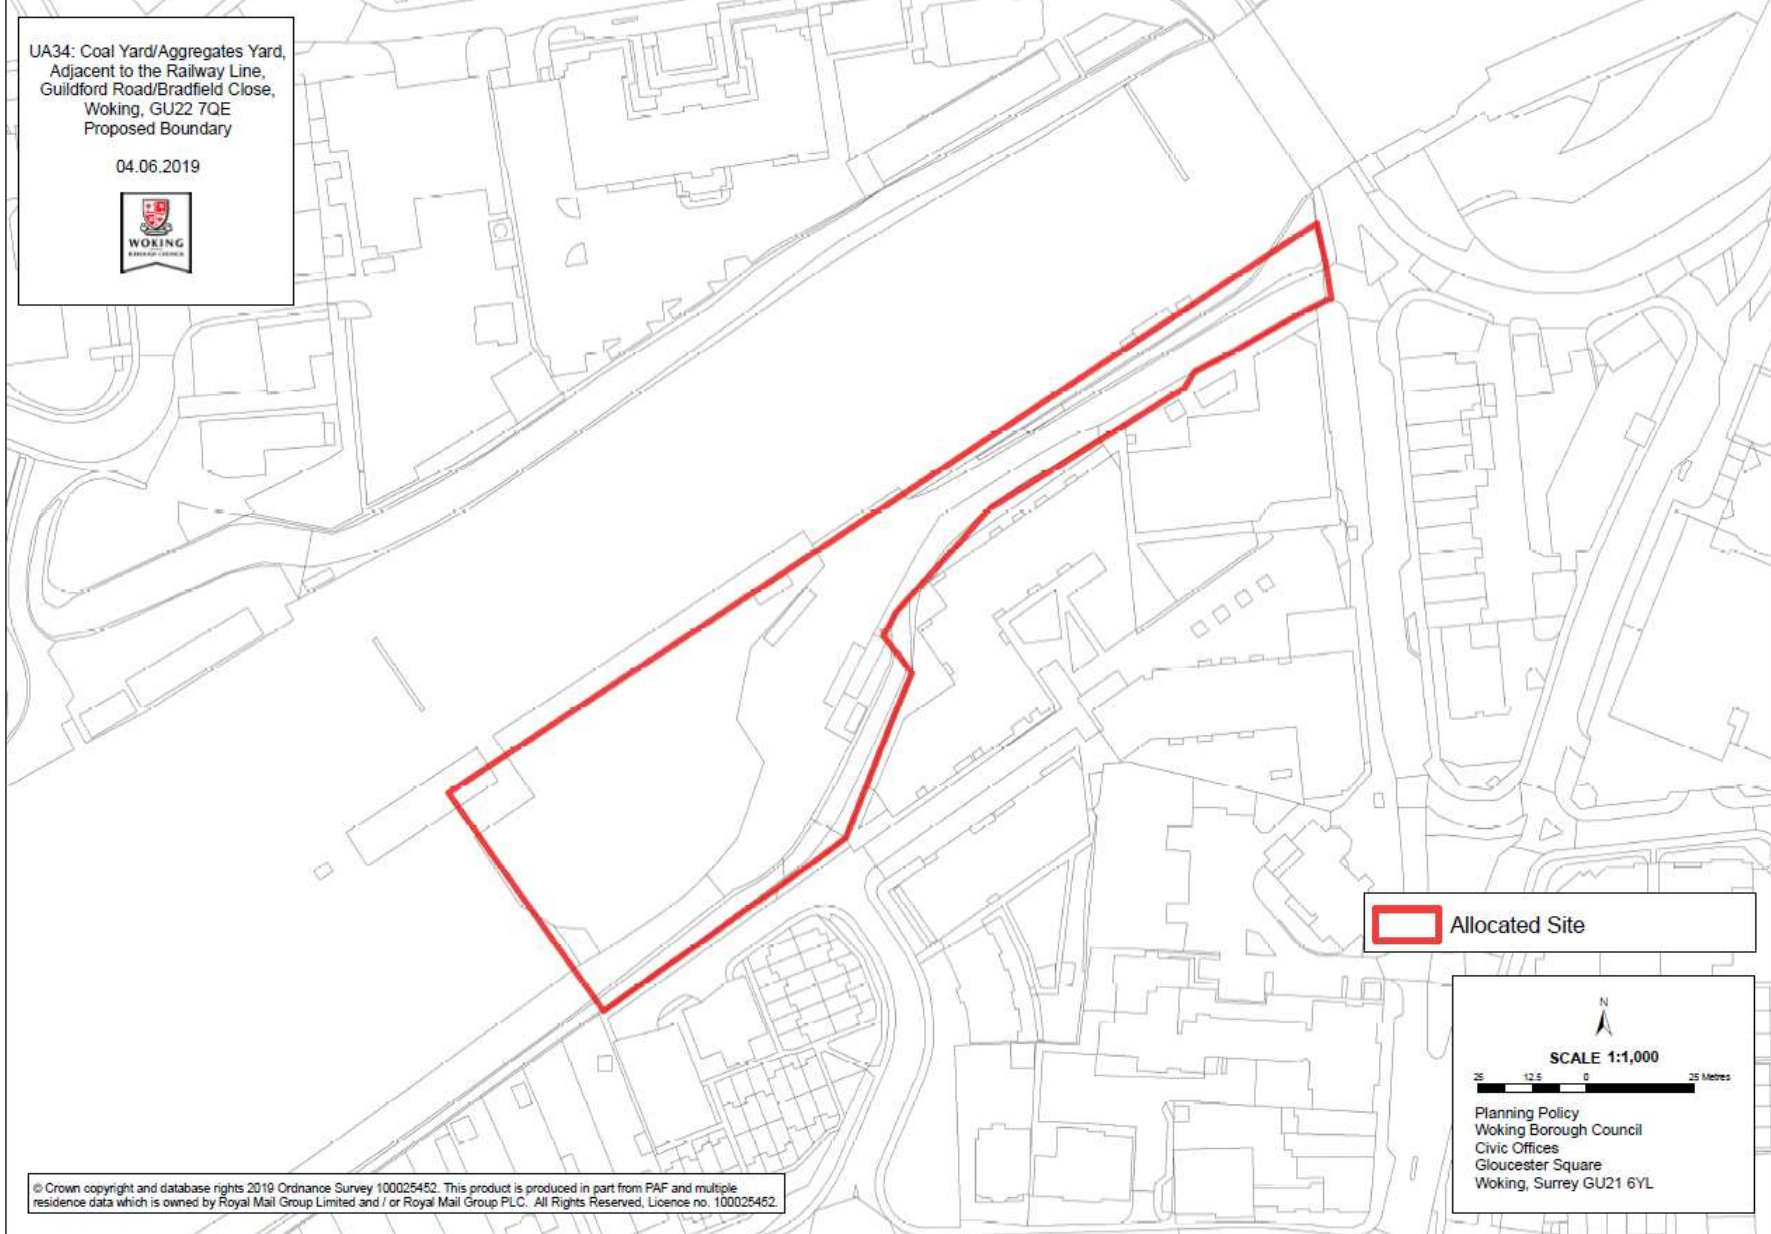 UA34: Coal Yard/Aggregates Yard,
Adjacent to the Railway Line,
Guildford Road/Bradfield Close,
Woking, GU22 7QE
Proposed Boundary
04.06.2019
WOKING
BOROUGH COUNCIL
Allocated Site
N
SCALE 1:1,000
25 12.5 0 25 Metres
Planning Policy
Woking Borough Council
Civic Offices
Gloucester Square
Woking, Surrey GU21 6YL
© Crown copyright and database rights 2019 Ordnance Survey 100025452. This product is produced in part from PAF and multiple
residence data which is owned by Royal Mail Group Limited and / or Royal Mail Group PLC. All Rights Reserved, Licence no. 100025452.